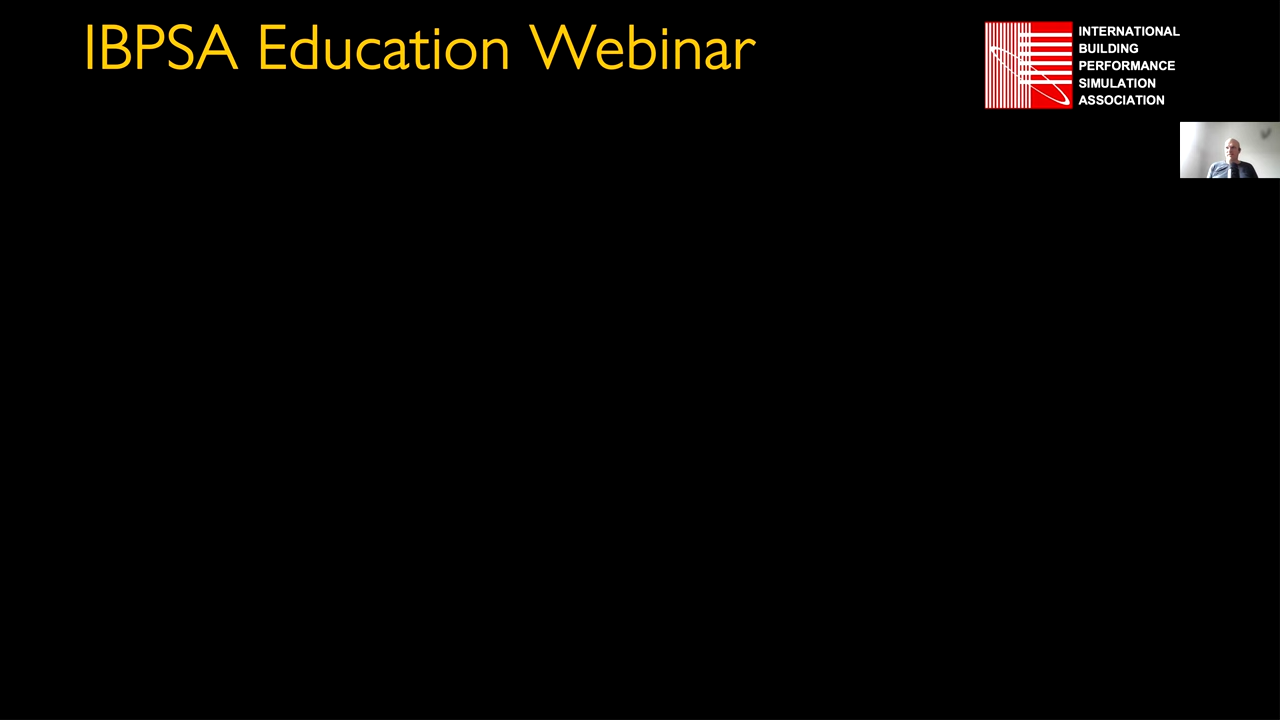 IBPSA Education Webinar
INTERNATIONAL
BUILDING
PERFORMANCE
SIMULATION
ASSOCIATION